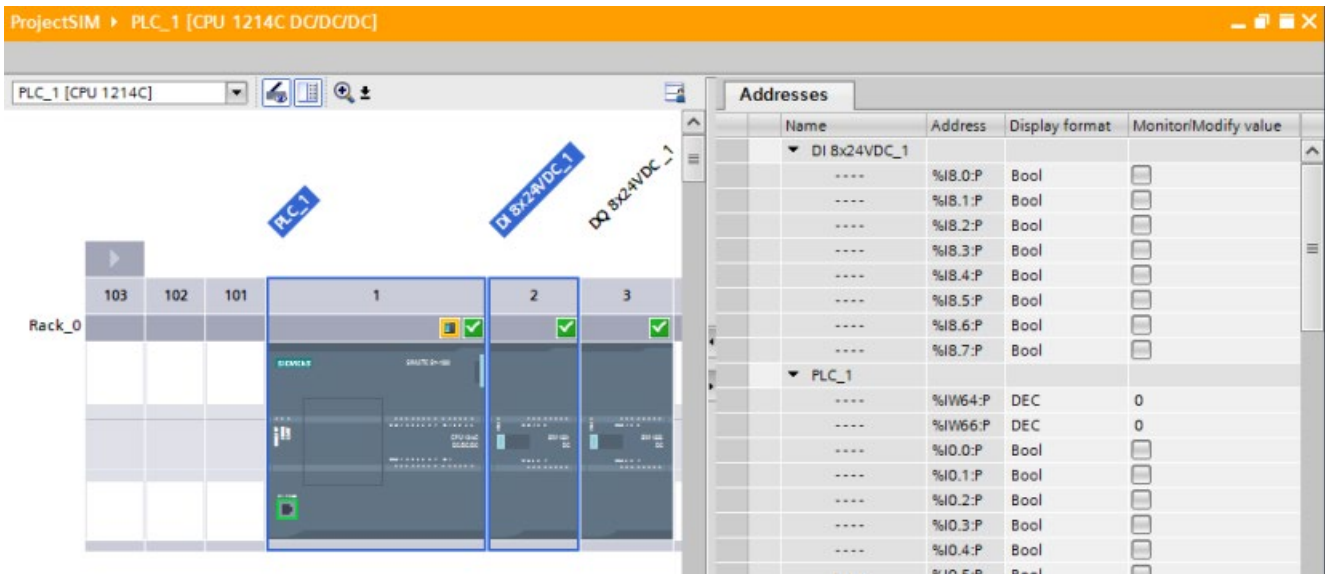 ProjectSIM ▸ PLC_1 [CPU 1214C DC/DC/DC]
PLC_1 [CPU 1214C]
PLC_1
DI 8x24VDC_1
DQ 8x24VDC_1
103 102 101 1 2 3
Rack_0
SIEMENS
Addresses
Name Address Display format Monitor/Modify value
DI 8x24VDC_1
---- %I8.0:P Bool
---- %I8.1:P Bool
---- %I8.2:P Bool
---- %I8.3:P Bool
---- %I8.4:P Bool
---- %I8.5:P Bool
---- %I8.6:P Bool
---- %I8.7:P Bool
PLC_1
---- %IW64:P DEC 0
---- %IW66:P DEC 0
---- %I0.0:P Bool
---- %I0.1:P Bool
---- %I0.2:P Bool
---- %I0.3:P Bool
---- %I0.4:P Bool
---- %I0.5:P Bool